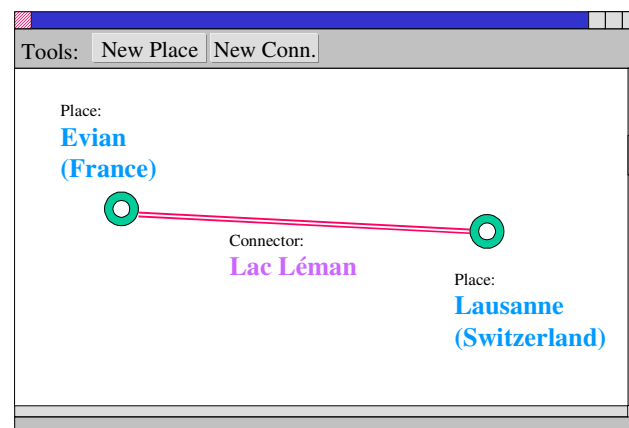 Tools: New Place New Conn.
Place:
Evian
(France)
Connector:
Lac Léman
Place:
Lausanne
(Switzerland)